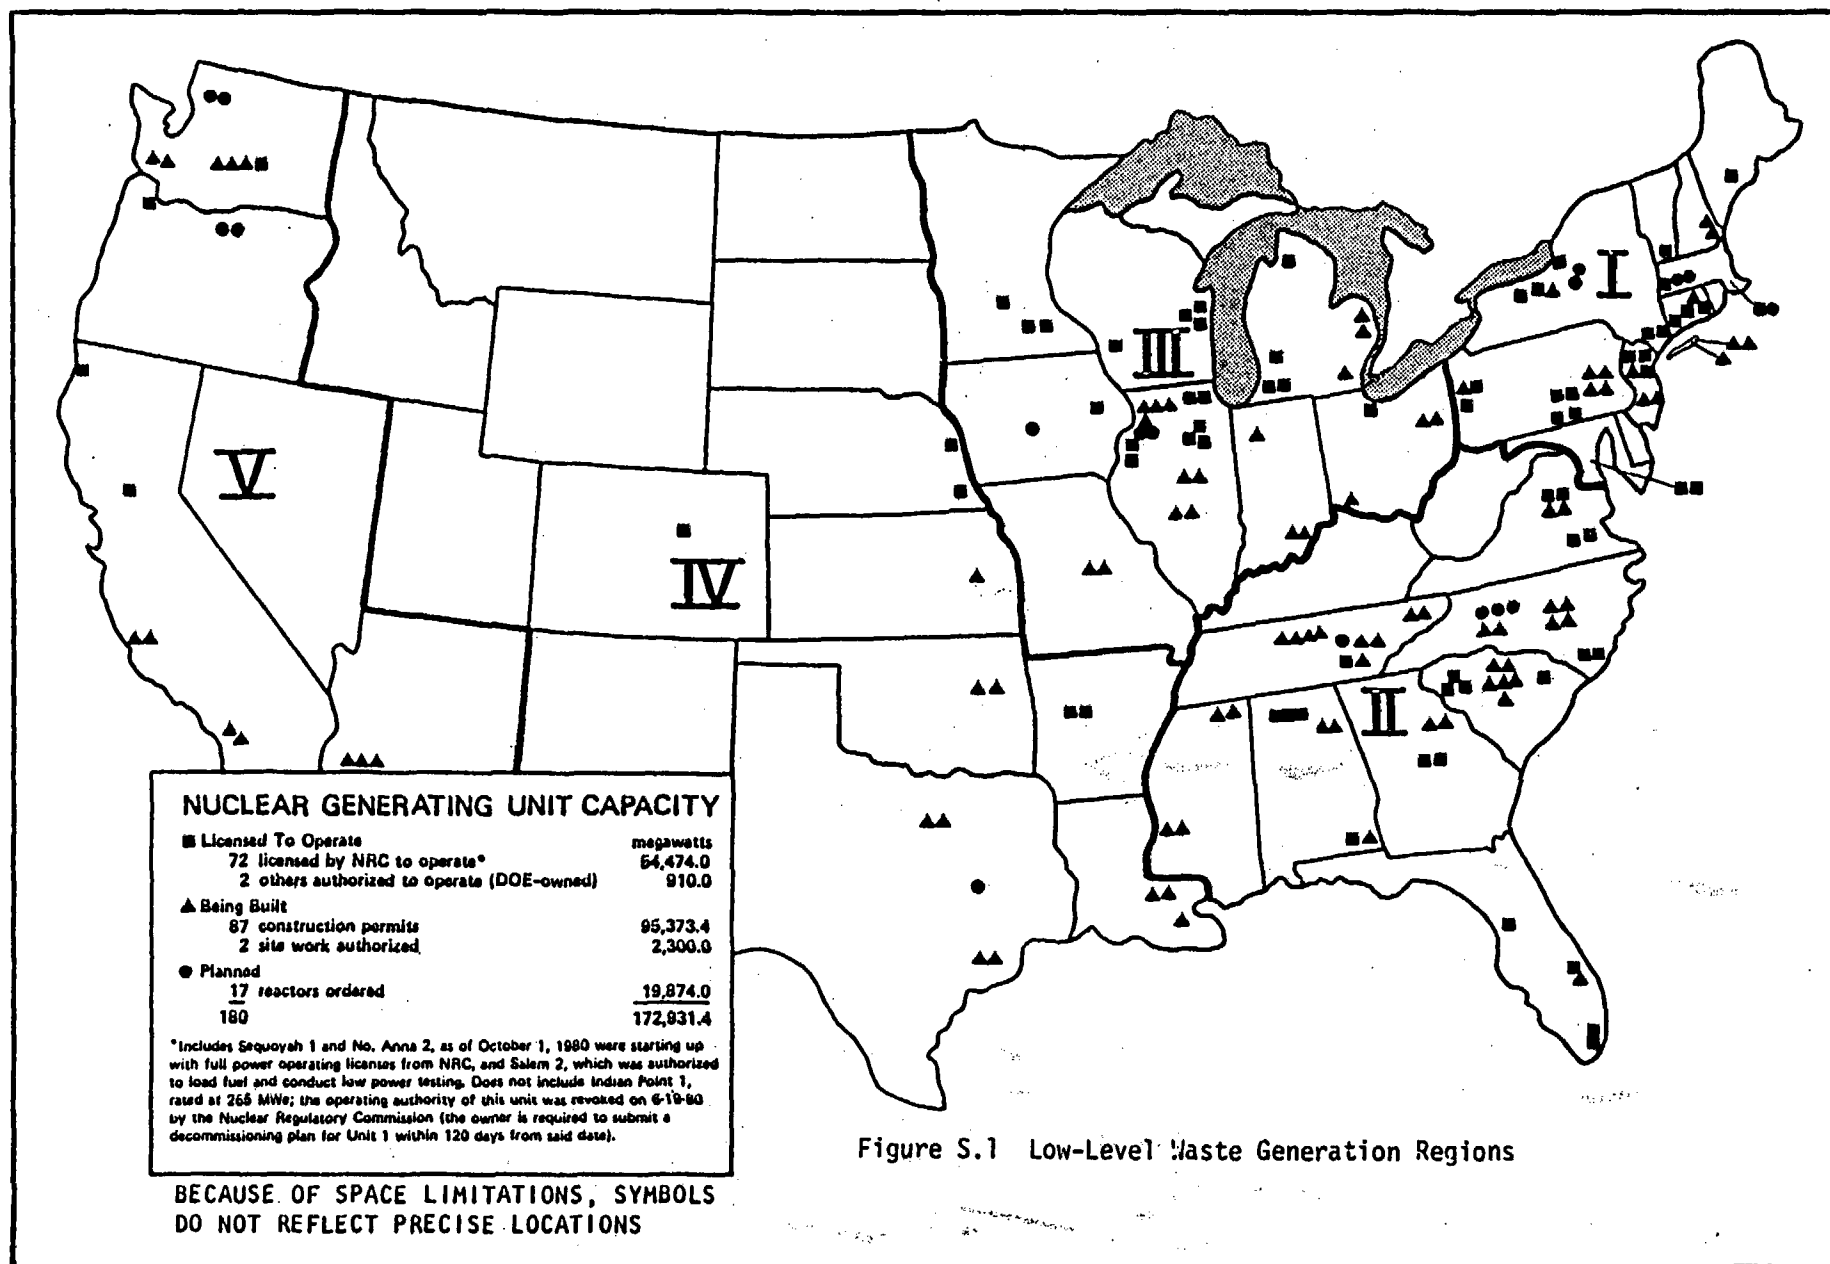 I
III
V
IV
II
NUCLEAR GENERATING UNIT CAPACITY
■ Licensed To Operate megawatts
72 licensed by NRC to operate* 54,474.0
2 others authorized to operate (DOE-owned) 910.0
▲ Being Built
87 construction permits 95,373.4
2 site work authorized 2,300.0
● Planned
17 reactors ordered 19,874.0
180 172,931.4
*Includes Sequoyah 1 and No. Anna 2, as of October 1, 1980 were starting up
with full power operating licenses from NRC, and Salem 2, which was authorized
to load fuel and conduct low power testing. Does not include Indian Point 1,
rated at 265 MWe; the operating authority of this unit was revoked on 6-19-80
by the Nuclear Regulatory Commission (the owner is required to submit a
decommissioning plan for Unit 1 within 120 days from said date).
Figure S.1 Low-Level Waste Generation Regions
BECAUSE OF SPACE LIMITATIONS, SYMBOLS
DO NOT REFLECT PRECISE LOCATIONS